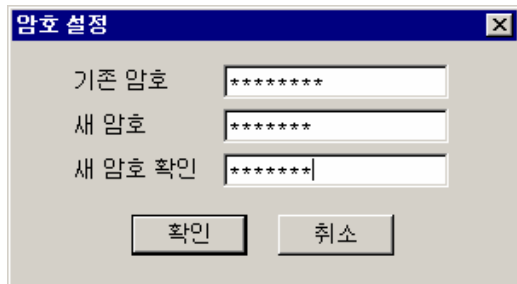 암호 설정
기존 암호 ********
새 암호 *******
새 암호 확인 *******
확인 취소